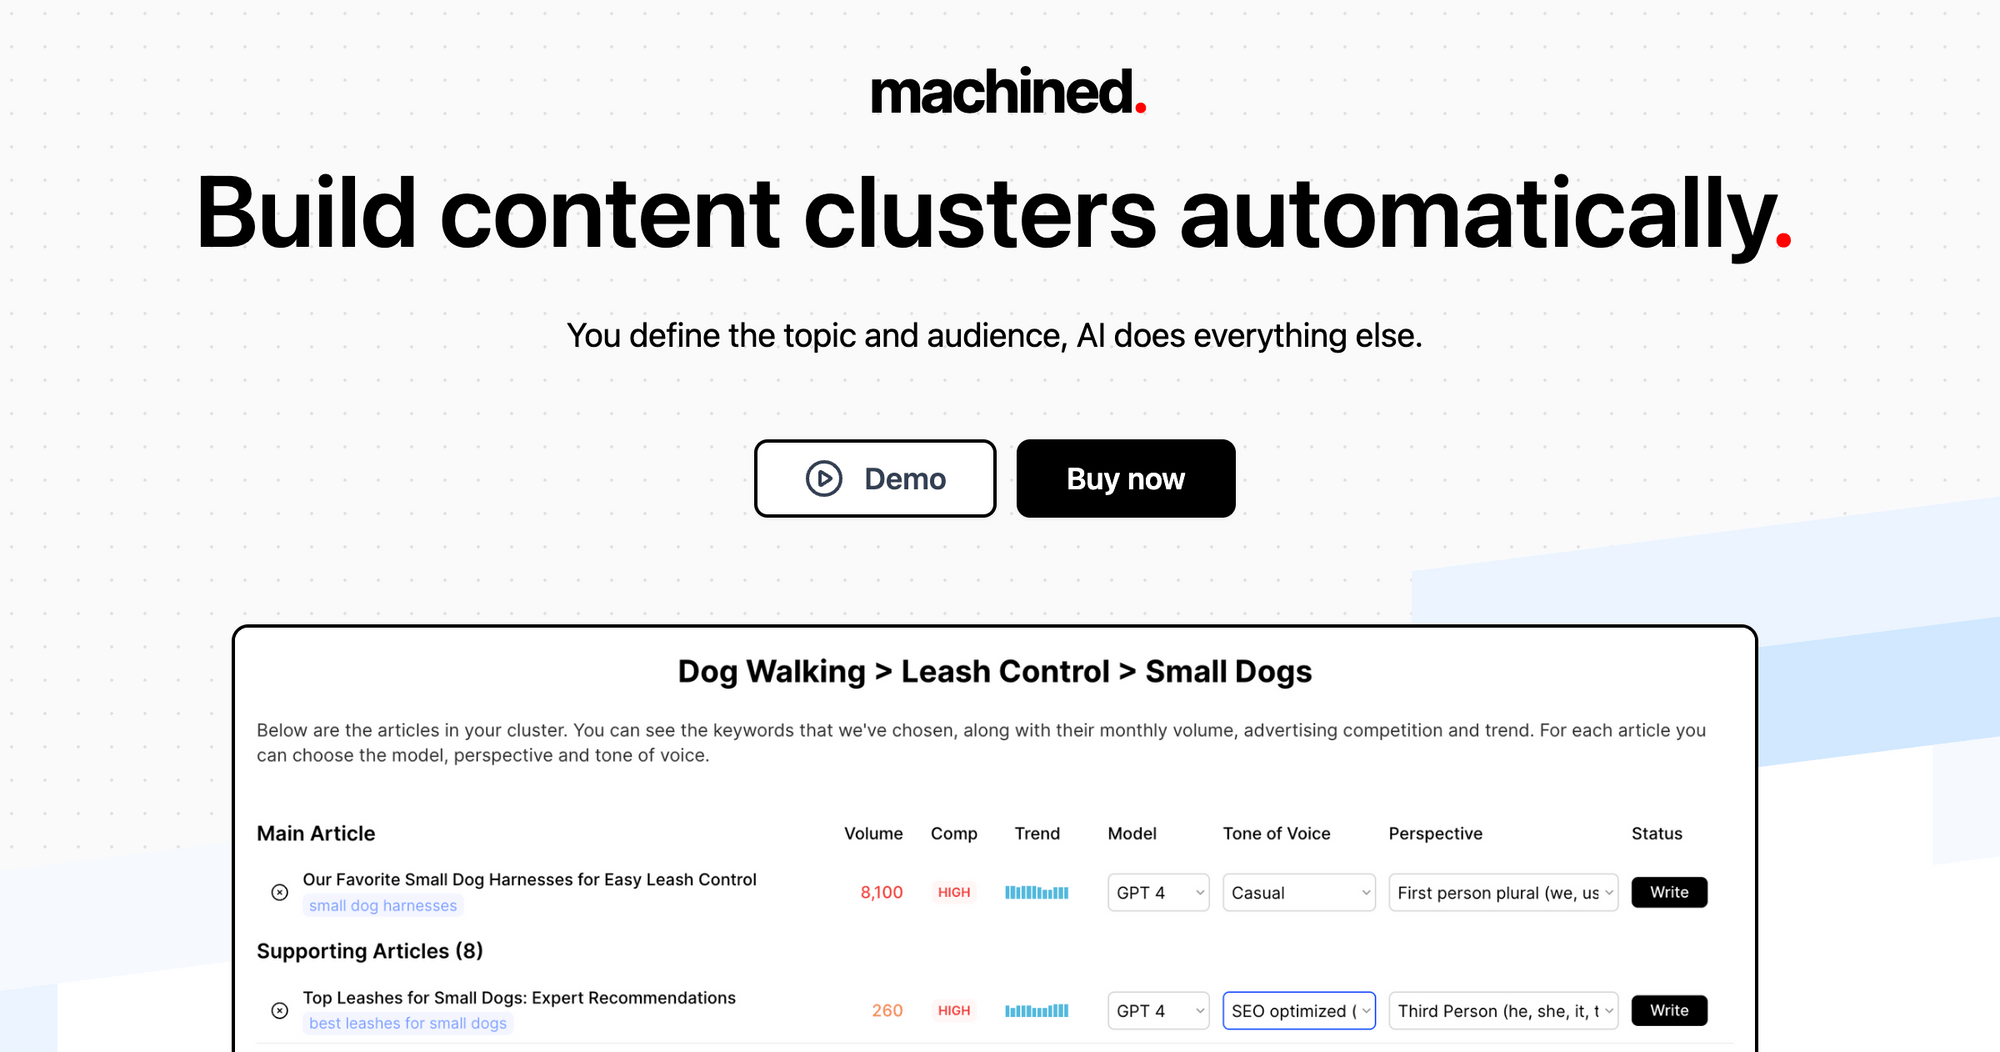 machined.
Build content clusters automatically.
You define the topic and audience, AI does everything else.
Demo
Buy now
Dog Walking > Leash Control > Small Dogs
Below are the articles in your cluster. You can see the keywords that we've chosen, along with their monthly volume, advertising competition and trend. For each article you
can choose the model, perspective and tone of voice.
Main Article Volume Comp Trend Model Tone of Voice Perspective Status
Our Favorite Small Dog Harnesses for Easy Leash Control
small dog harnesses
8,100 HIGH GPT 4 Casual First person plural (we, us Write
Supporting Articles (8)
Top Leashes for Small Dogs: Expert Recommendations
best leashes for small dogs
260 HIGH GPT 4 SEO optimized ( Third Person (he, she, it, t Write